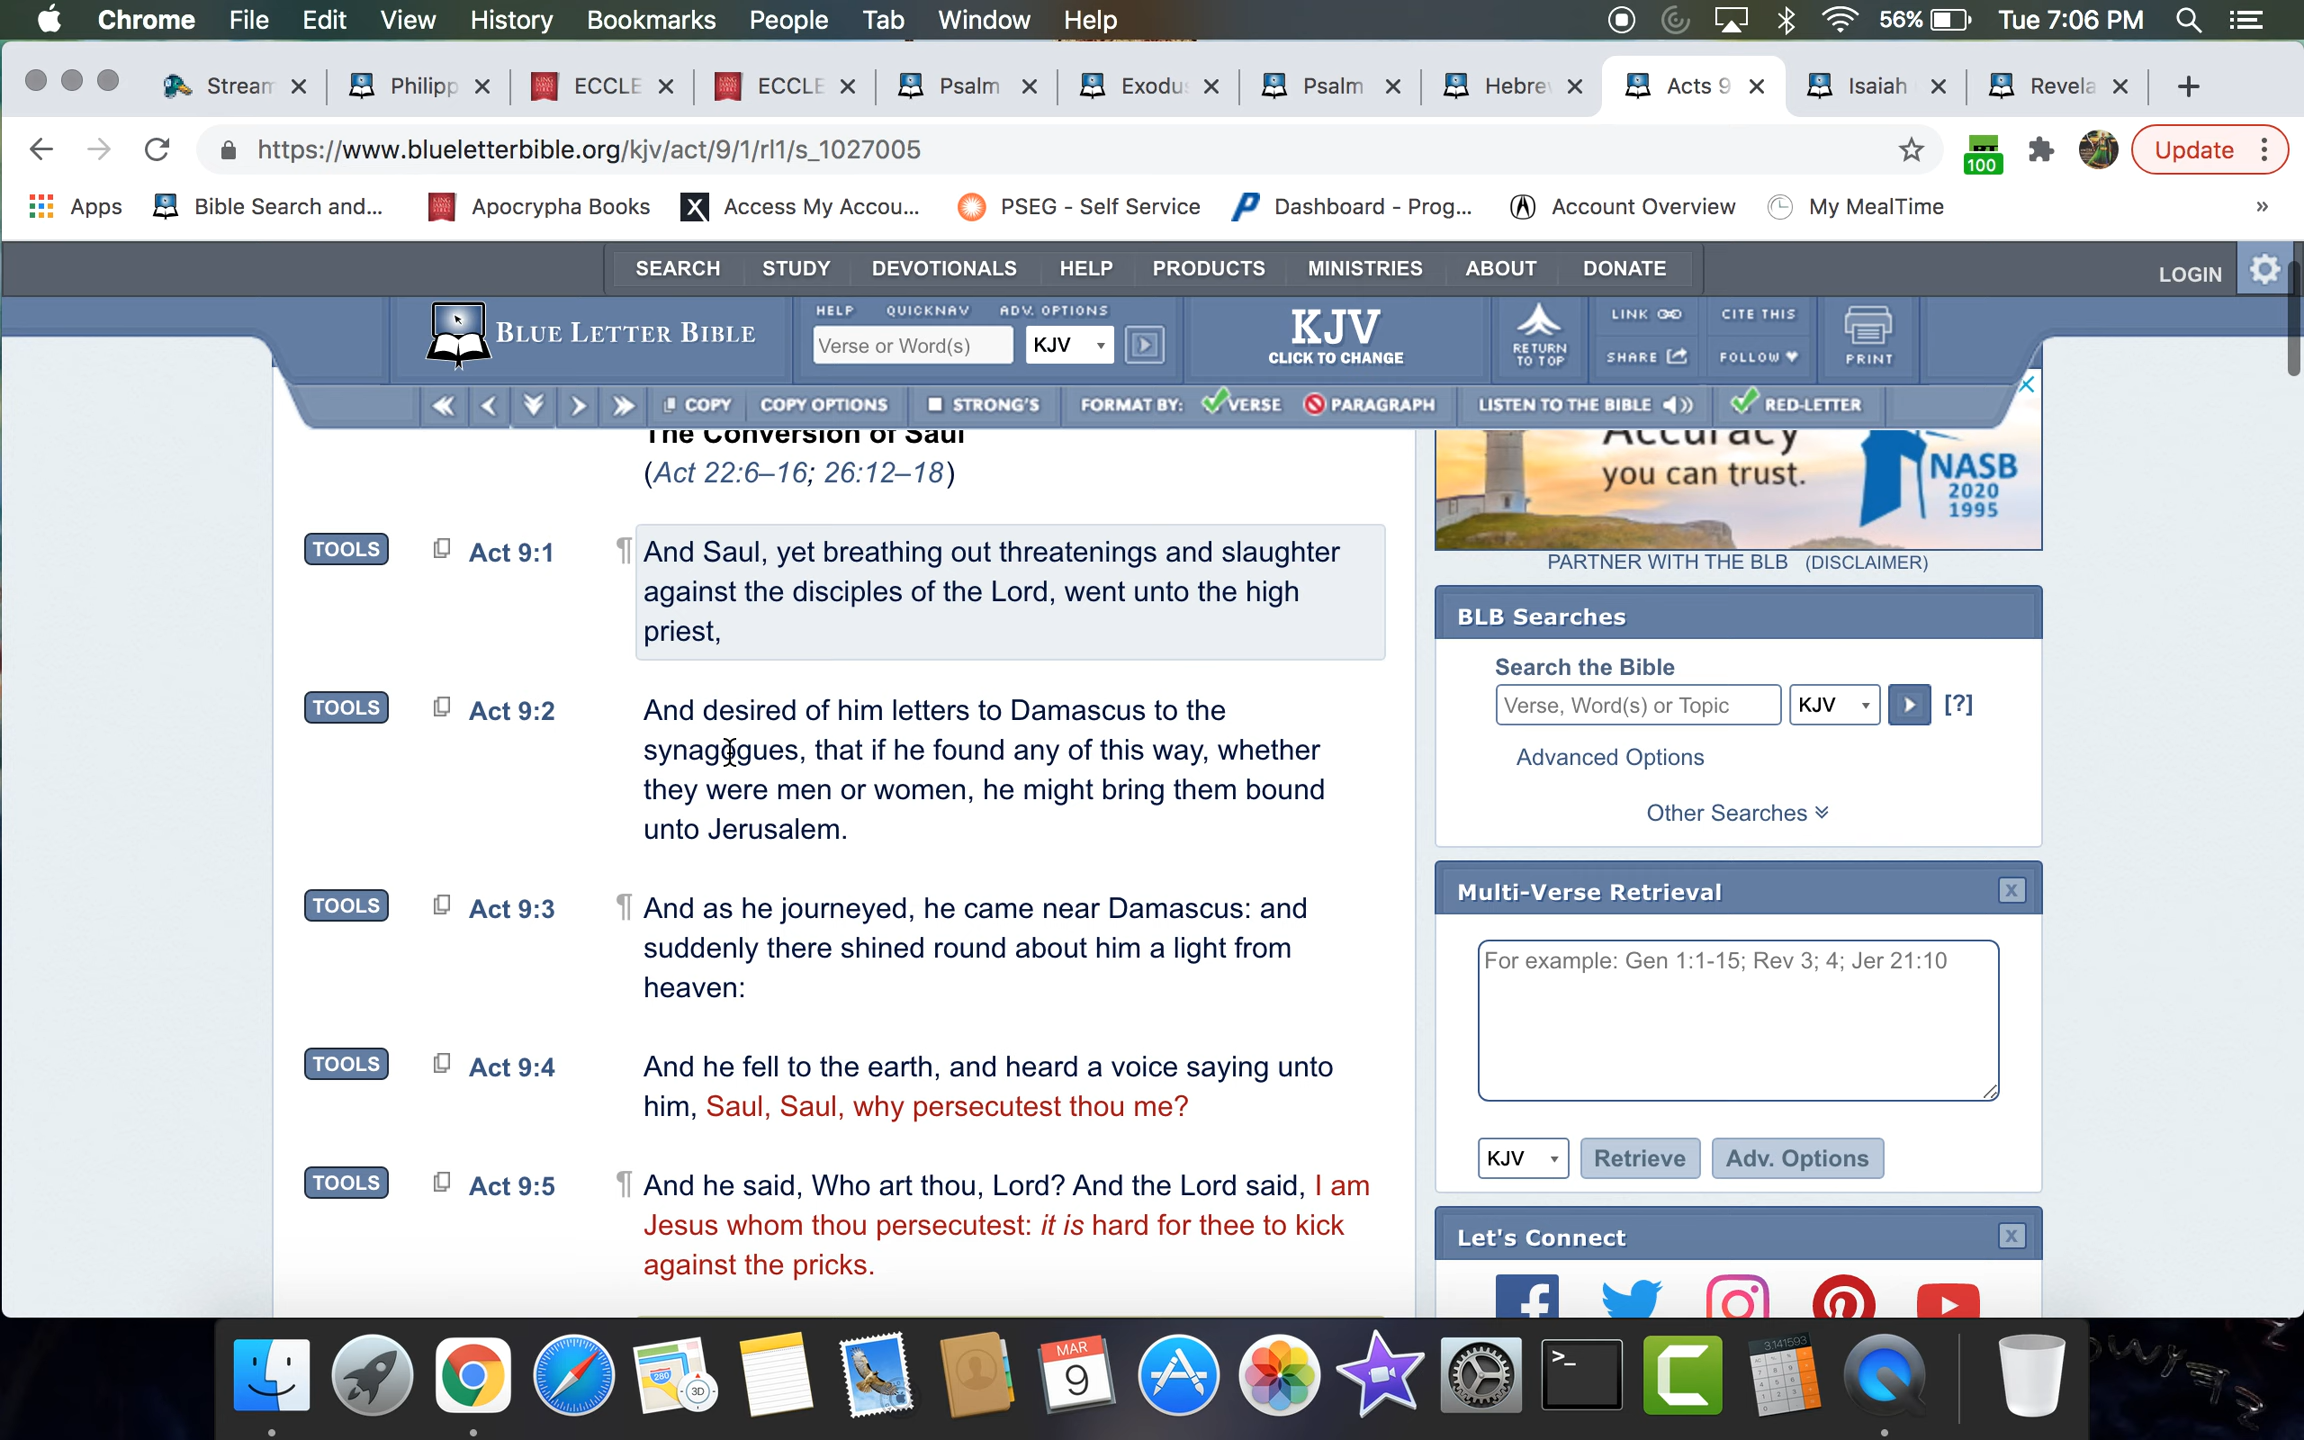 Chrome File Edit View History Bookmarks People Tab Window Help 56% Tue 7:06 PM
Stream Philipp ECCLE ECCLE Psalm Exodu Psalm Hebre Acts 9 Isaiah Revela
https://www.blueletterbible.org/kjv/act/9/1/rl1/s_1027005 100 Update
Apps Bible Search and... Apocrypha Books Access My Accou... PSEG - Self Service Dashboard - Prog... Account Overview My MealTime »
SEARCH STUDY DEVOTIONALS HELP PRODUCTS MINISTRIES ABOUT DONATE LOGIN
HELP QUICKNAV ADV. OPTIONS
BLUE LETTER BIBLE
Verse or Word(s) KJV
KJV
CLICK TO CHANGE
RETURN
TO TOP
LINK CITE THIS
SHARE FOLLOW
PRINT
COPY COPY OPTIONS STRONG'S FORMAT BY: VERSE PARAGRAPH LISTEN TO THE BIBLE RED-LETTER
The Conversion of Saul
(Act 22:6–16; 26:12–18)
TOOLS Act 9:1 ¶ And Saul, yet breathing out threatenings and slaughter
against the disciples of the Lord, went unto the high
priest,
TOOLS Act 9:2 And desired of him letters to Damascus to the
synagogues, that if he found any of this way, whether
they were men or women, he might bring them bound
unto Jerusalem.
TOOLS Act 9:3 ¶ And as he journeyed, he came near Damascus: and
suddenly there shined round about him a light from
heaven:
TOOLS Act 9:4 And he fell to the earth, and heard a voice saying unto
him, Saul, Saul, why persecutest thou me?
TOOLS Act 9:5 ¶ And he said, Who art thou, Lord? And the Lord said, I am
Jesus whom thou persecutest: it is hard for thee to kick
against the pricks.
Accuracy
you can trust.
NASB
2020
1995
PARTNER WITH THE BLB (DISCLAIMER)
BLB Searches
Search the Bible
Verse, Word(s) or Topic KJV [?]
Advanced Options
Other Searches
Multi-Verse Retrieval
For example: Gen 1:1-15; Rev 3; 4; Jer 21:10
KJV Retrieve Adv. Options
Let's Connect
280
3D
MAR
9
>_
3.141593